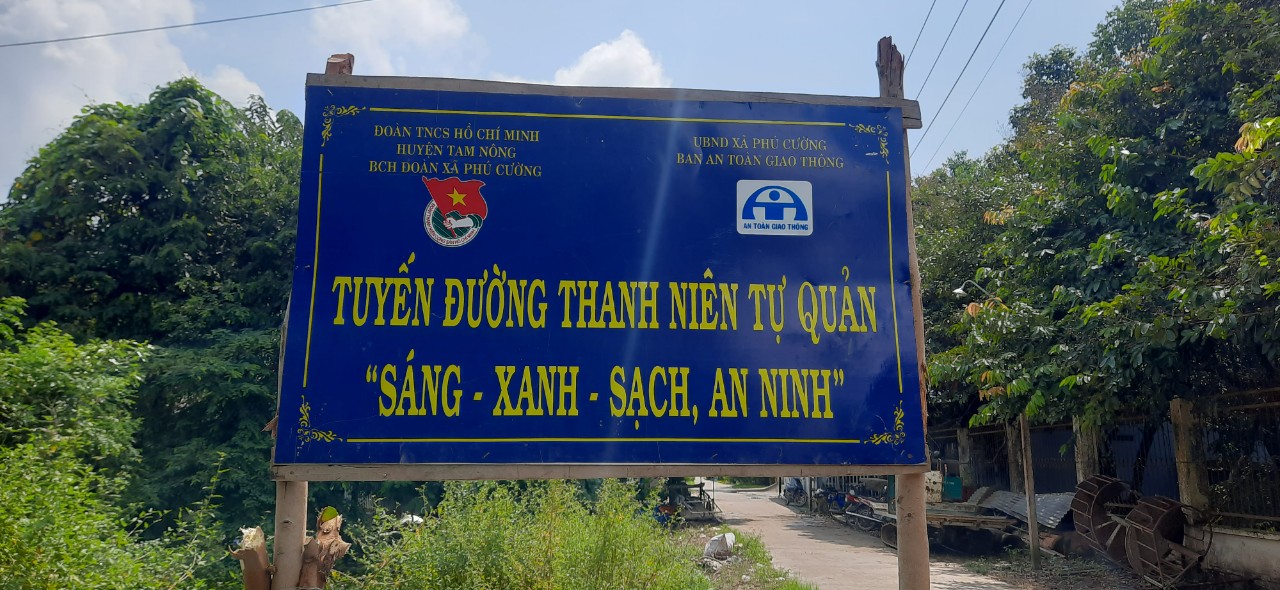 ĐOÀN TNCS HỒ CHÍ MINH
HUYỆN TAM NÔNG
BCH ĐOÀN XÃ PHÚ CƯỜNG
UBND XÃ PHÚ CƯỜNG
BAN AN TOÀN GIAO THÔNG
AN TOÀN GIAO THÔNG
TUYẾN ĐƯỜNG THANH NIÊN TỰ QUẢN
“SÁNG - XANH - SẠCH, AN NINH”